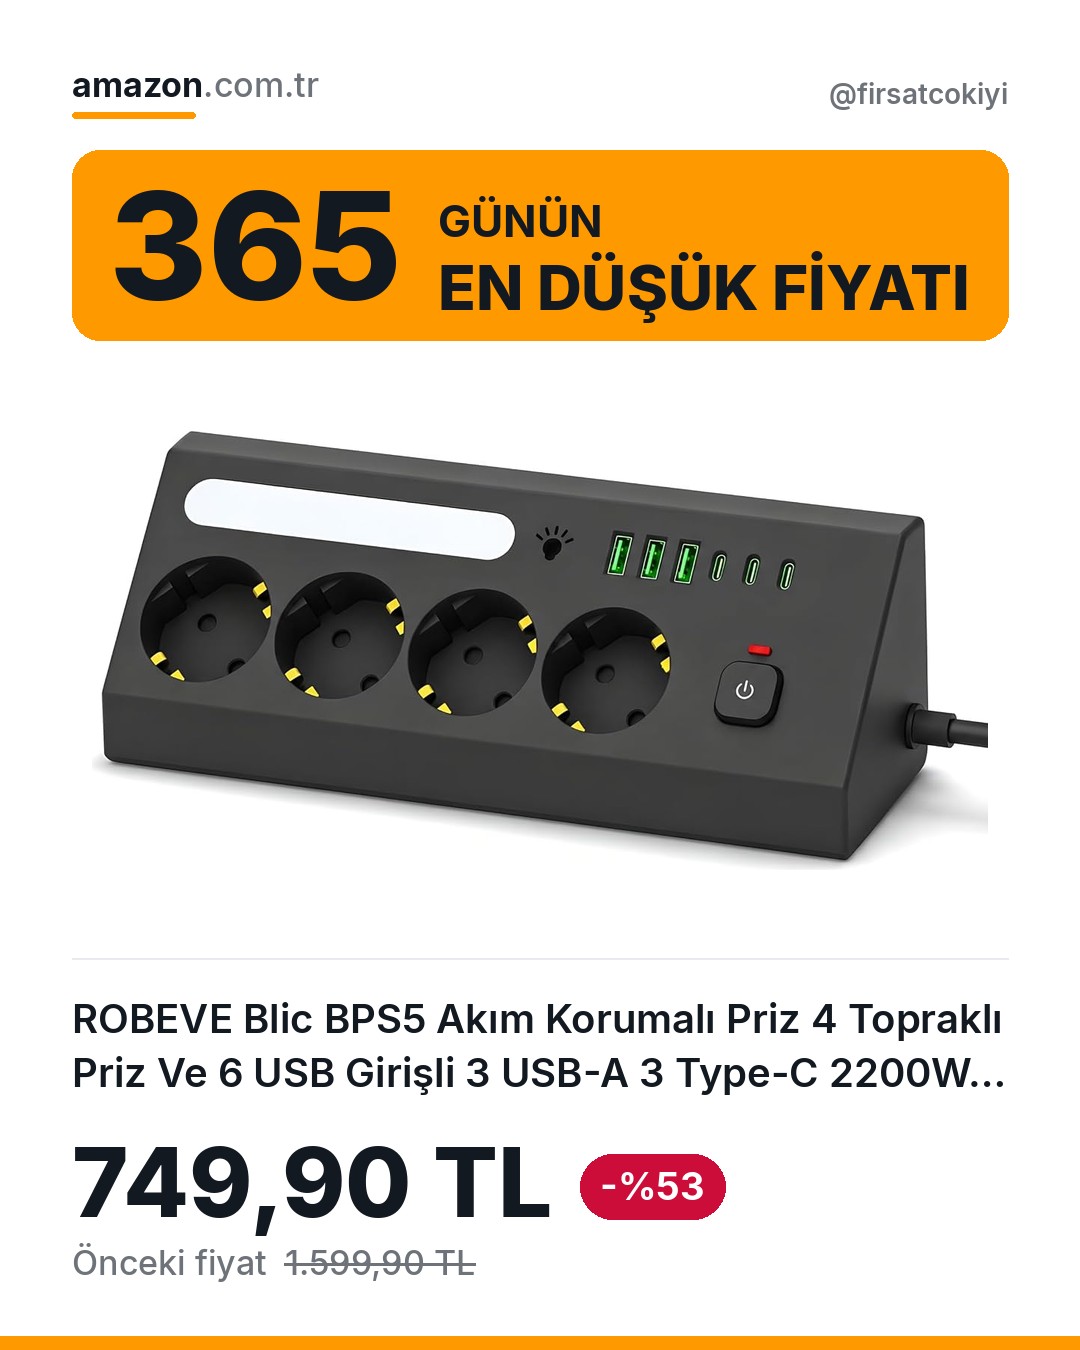 amazon.com.tr
@firsatcokiyi
365
GÜNÜN
EN DÜŞÜK FİYATI
ROBEVE Blic BPS5 Akım Korumalı Priz 4 Topraklı
Priz Ve 6 USB Girişli 3 USB-A 3 Type-C 2200W...
749,90 TL
-%53
Önceki fiyat 1.599,90 TL